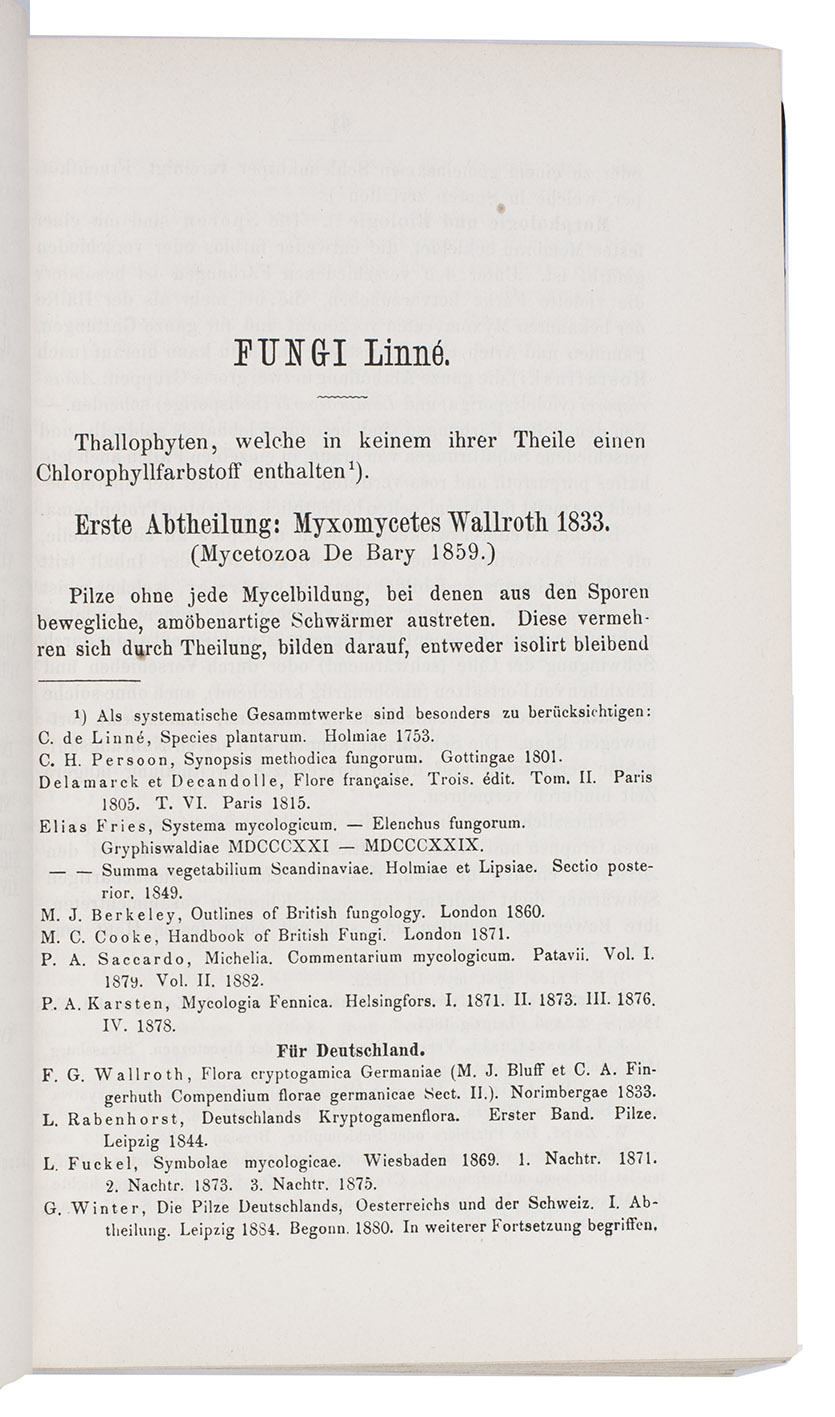 FUNGI Linné.
Thallophyten, welche in keinem ihrer Theile einen
Chlorophyllfarbstoff enthalten¹).
Erste Abtheilung: Myxomycetes Wallroth 1833.
(Mycetozoa De Bary 1859.)
Pilze ohne jede Mycelbildung, bei denen aus den Sporen
bewegliche, amöbenartige Schwärmer austreten. Diese vermeh-
ren sich durch Theilung, bilden darauf, entweder isolirt bleibend
¹) Als systematische Gesammtwerke sind besonders zu berücksichtigen:
C. de Linné, Species plantarum. Holmiae 1753.
C. H. Persoon, Synopsis methodica fungorum. Gottingae 1801.
Delamarck et Decandolle, Flore française. Trois. édit. Tom. II. Paris
1805. T. VI. Paris 1815.
Elias Fries, Systema mycologicum. — Elenchus fungorum.
Gryphiswaldiae MDCCCXXI — MDCCCXXIX.
— — Summa vegetabilium Scandinaviae. Holmiae et Lipsiae. Sectio poste-
rior. 1849.
M. J. Berkeley, Outlines of British fungology. London 1860.
M. C. Cooke, Handbook of British Fungi. London 1871.
P. A. Saccardo, Michelia. Commentarium mycologicum. Patavii. Vol. I.
1879. Vol. II. 1882.
P. A. Karsten, Mycologia Fennica. Helsingfors. I. 1871. II. 1873. III. 1876.
IV. 1878.
Für Deutschland.
F. G. Wallroth, Flora cryptogamica Germaniae (M. J. Bluff et C. A. Fin-
gerhuth Compendium florae germanicae Sect. II.). Norimbergae 1833.
L. Rabenhorst, Deutschlands Kryptogamenflora. Erster Band. Pilze.
Leipzig 1844.
L. Fuckel, Symbolae mycologicae. Wiesbaden 1869. 1. Nachtr. 1871.
2. Nachtr. 1873. 3. Nachtr. 1875.
G. Winter, Die Pilze Deutschlands, Oesterreichs und der Schweiz. I. Ab-
theilung. Leipzig 1884. Begonn. 1880. In weiterer Fortsetzung begriffen.